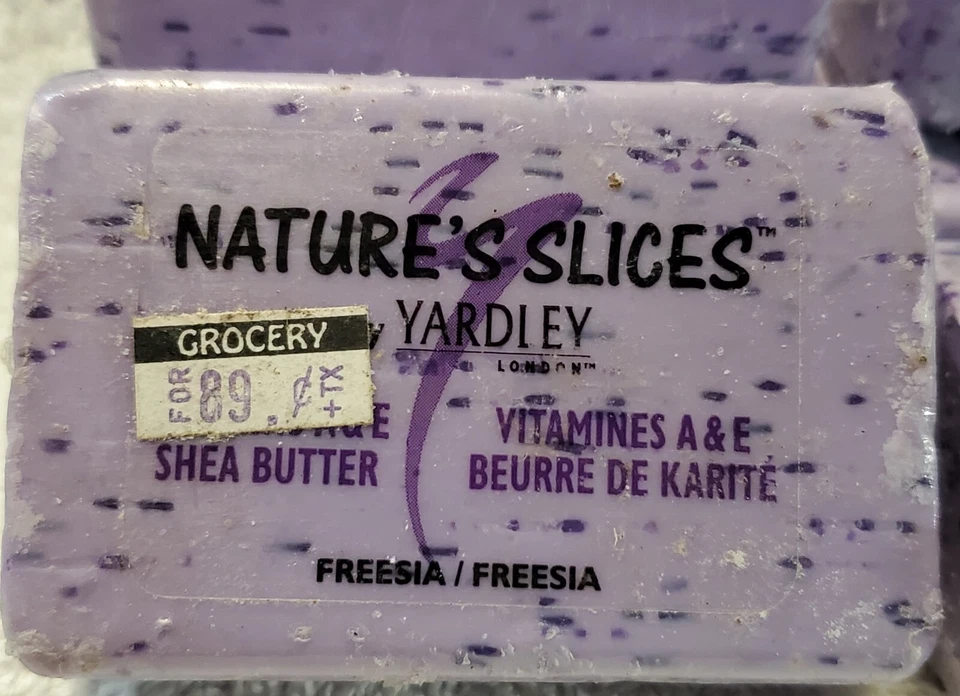 NATURE'S SLICES™
YARDLEY
LONDON™
GROCERY
FOR 89.¢ +TX
A & E
SHEA BUTTER
VITAMINES A & E
BEURRE DE KARITÉ
FREESIA / FREESIA